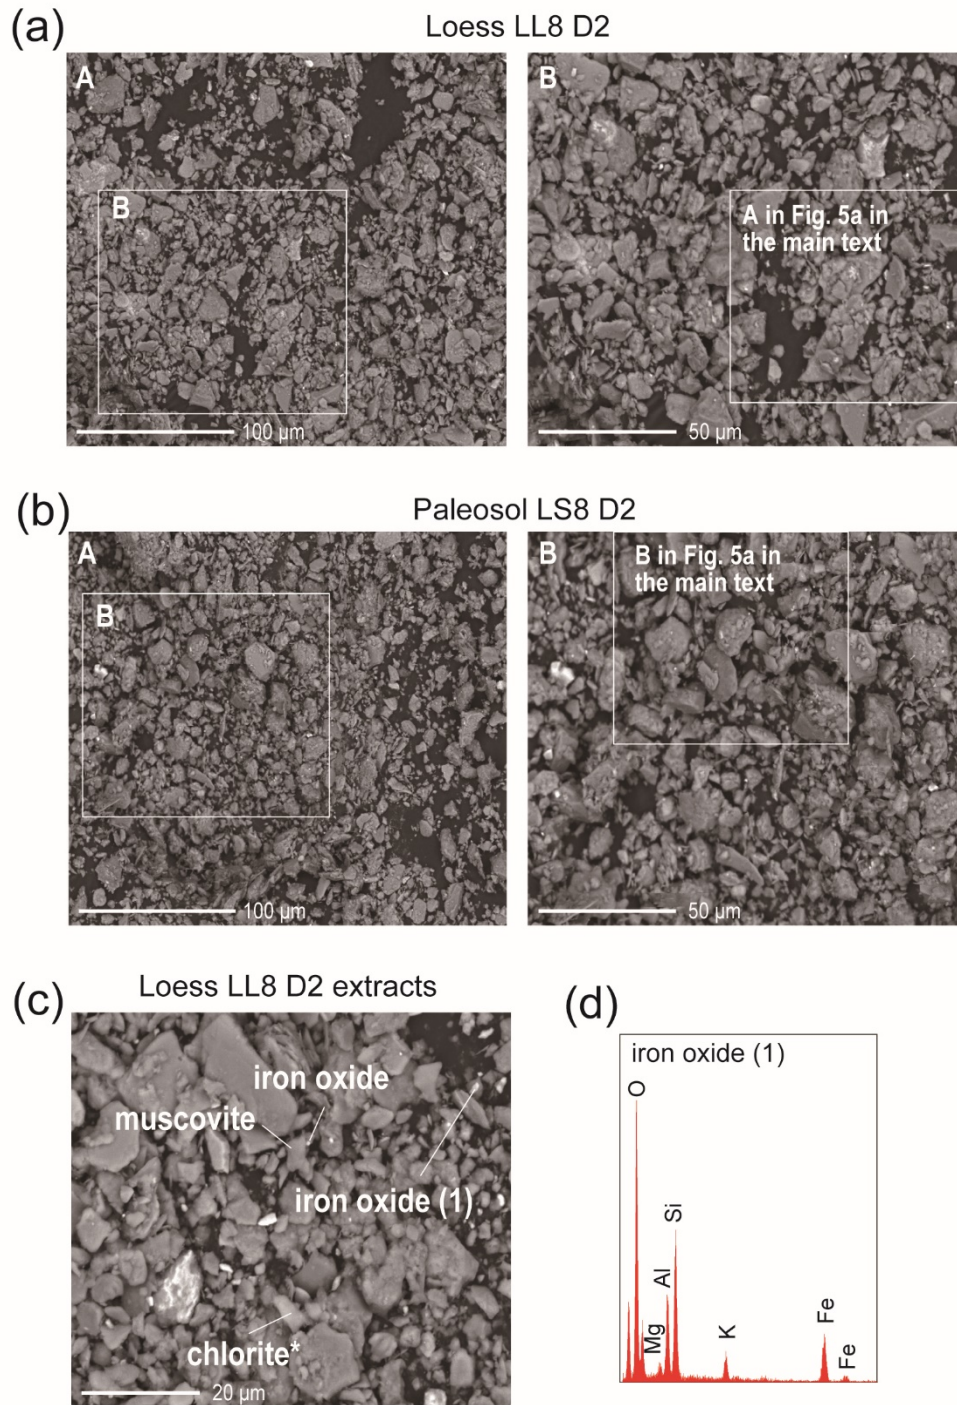 (a)
Loess LL8 D2
A
B
100 µm
B
A in Fig. 5a in
the main text
50 µm
(b)
Paleosol LS8 D2
A
B
100 µm
B
B in Fig. 5a in
the main text
50 µm
(c)
Loess LL8 D2 extracts
iron oxide
muscovite
iron oxide (1)
chlorite*
20 µm
(d)
iron oxide (1)
O
Mg
Al
Si
K
Fe
Fe